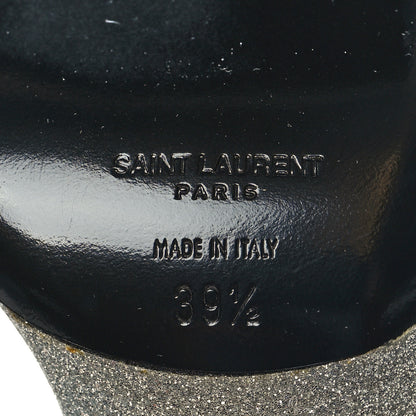 SAINT LAURENT
PARIS
MADE IN ITALY
39½